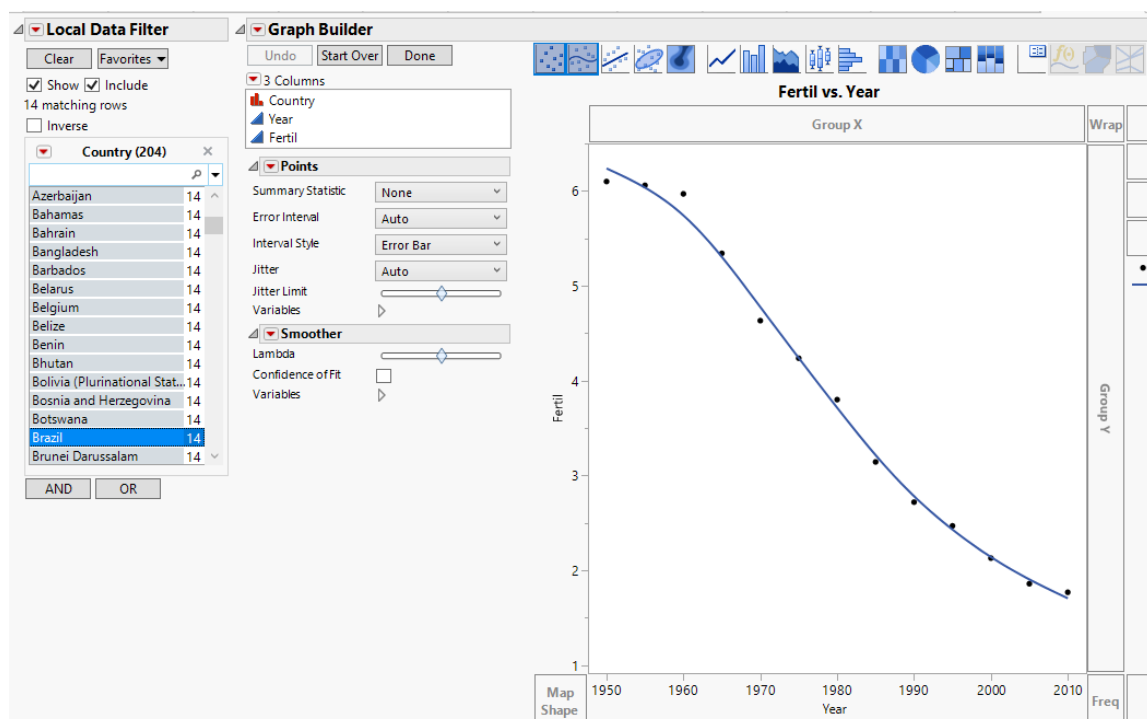 Local Data Filter
Clear Favorites
Show Include
14 matching rows
Inverse
Country (204)
Azerbaijan 14
Bahamas 14
Bahrain 14
Bangladesh 14
Barbados 14
Belarus 14
Belgium 14
Belize 14
Benin 14
Bhutan 14
Bolivia (Plurinational Stat... 14
Bosnia and Herzegovina 14
Botswana 14
Brazil 14
Brunei Darussalam 14
AND OR
Graph Builder
Undo Start Over Done
3 Columns
Country
Year
Fertil
Points
Summary Statistic None
Error Interval Auto
Interval Style Error Bar
Jitter Auto
Jitter Limit
Variables
Smoother
Lambda
Confidence of Fit
Variables
Fertil vs. Year
Group X
Wrap
6
5
4
3
2
1
Fertil
Group Y
Map
Shape
1950 1960 1970 1980 1990 2000 2010
Year
Freq